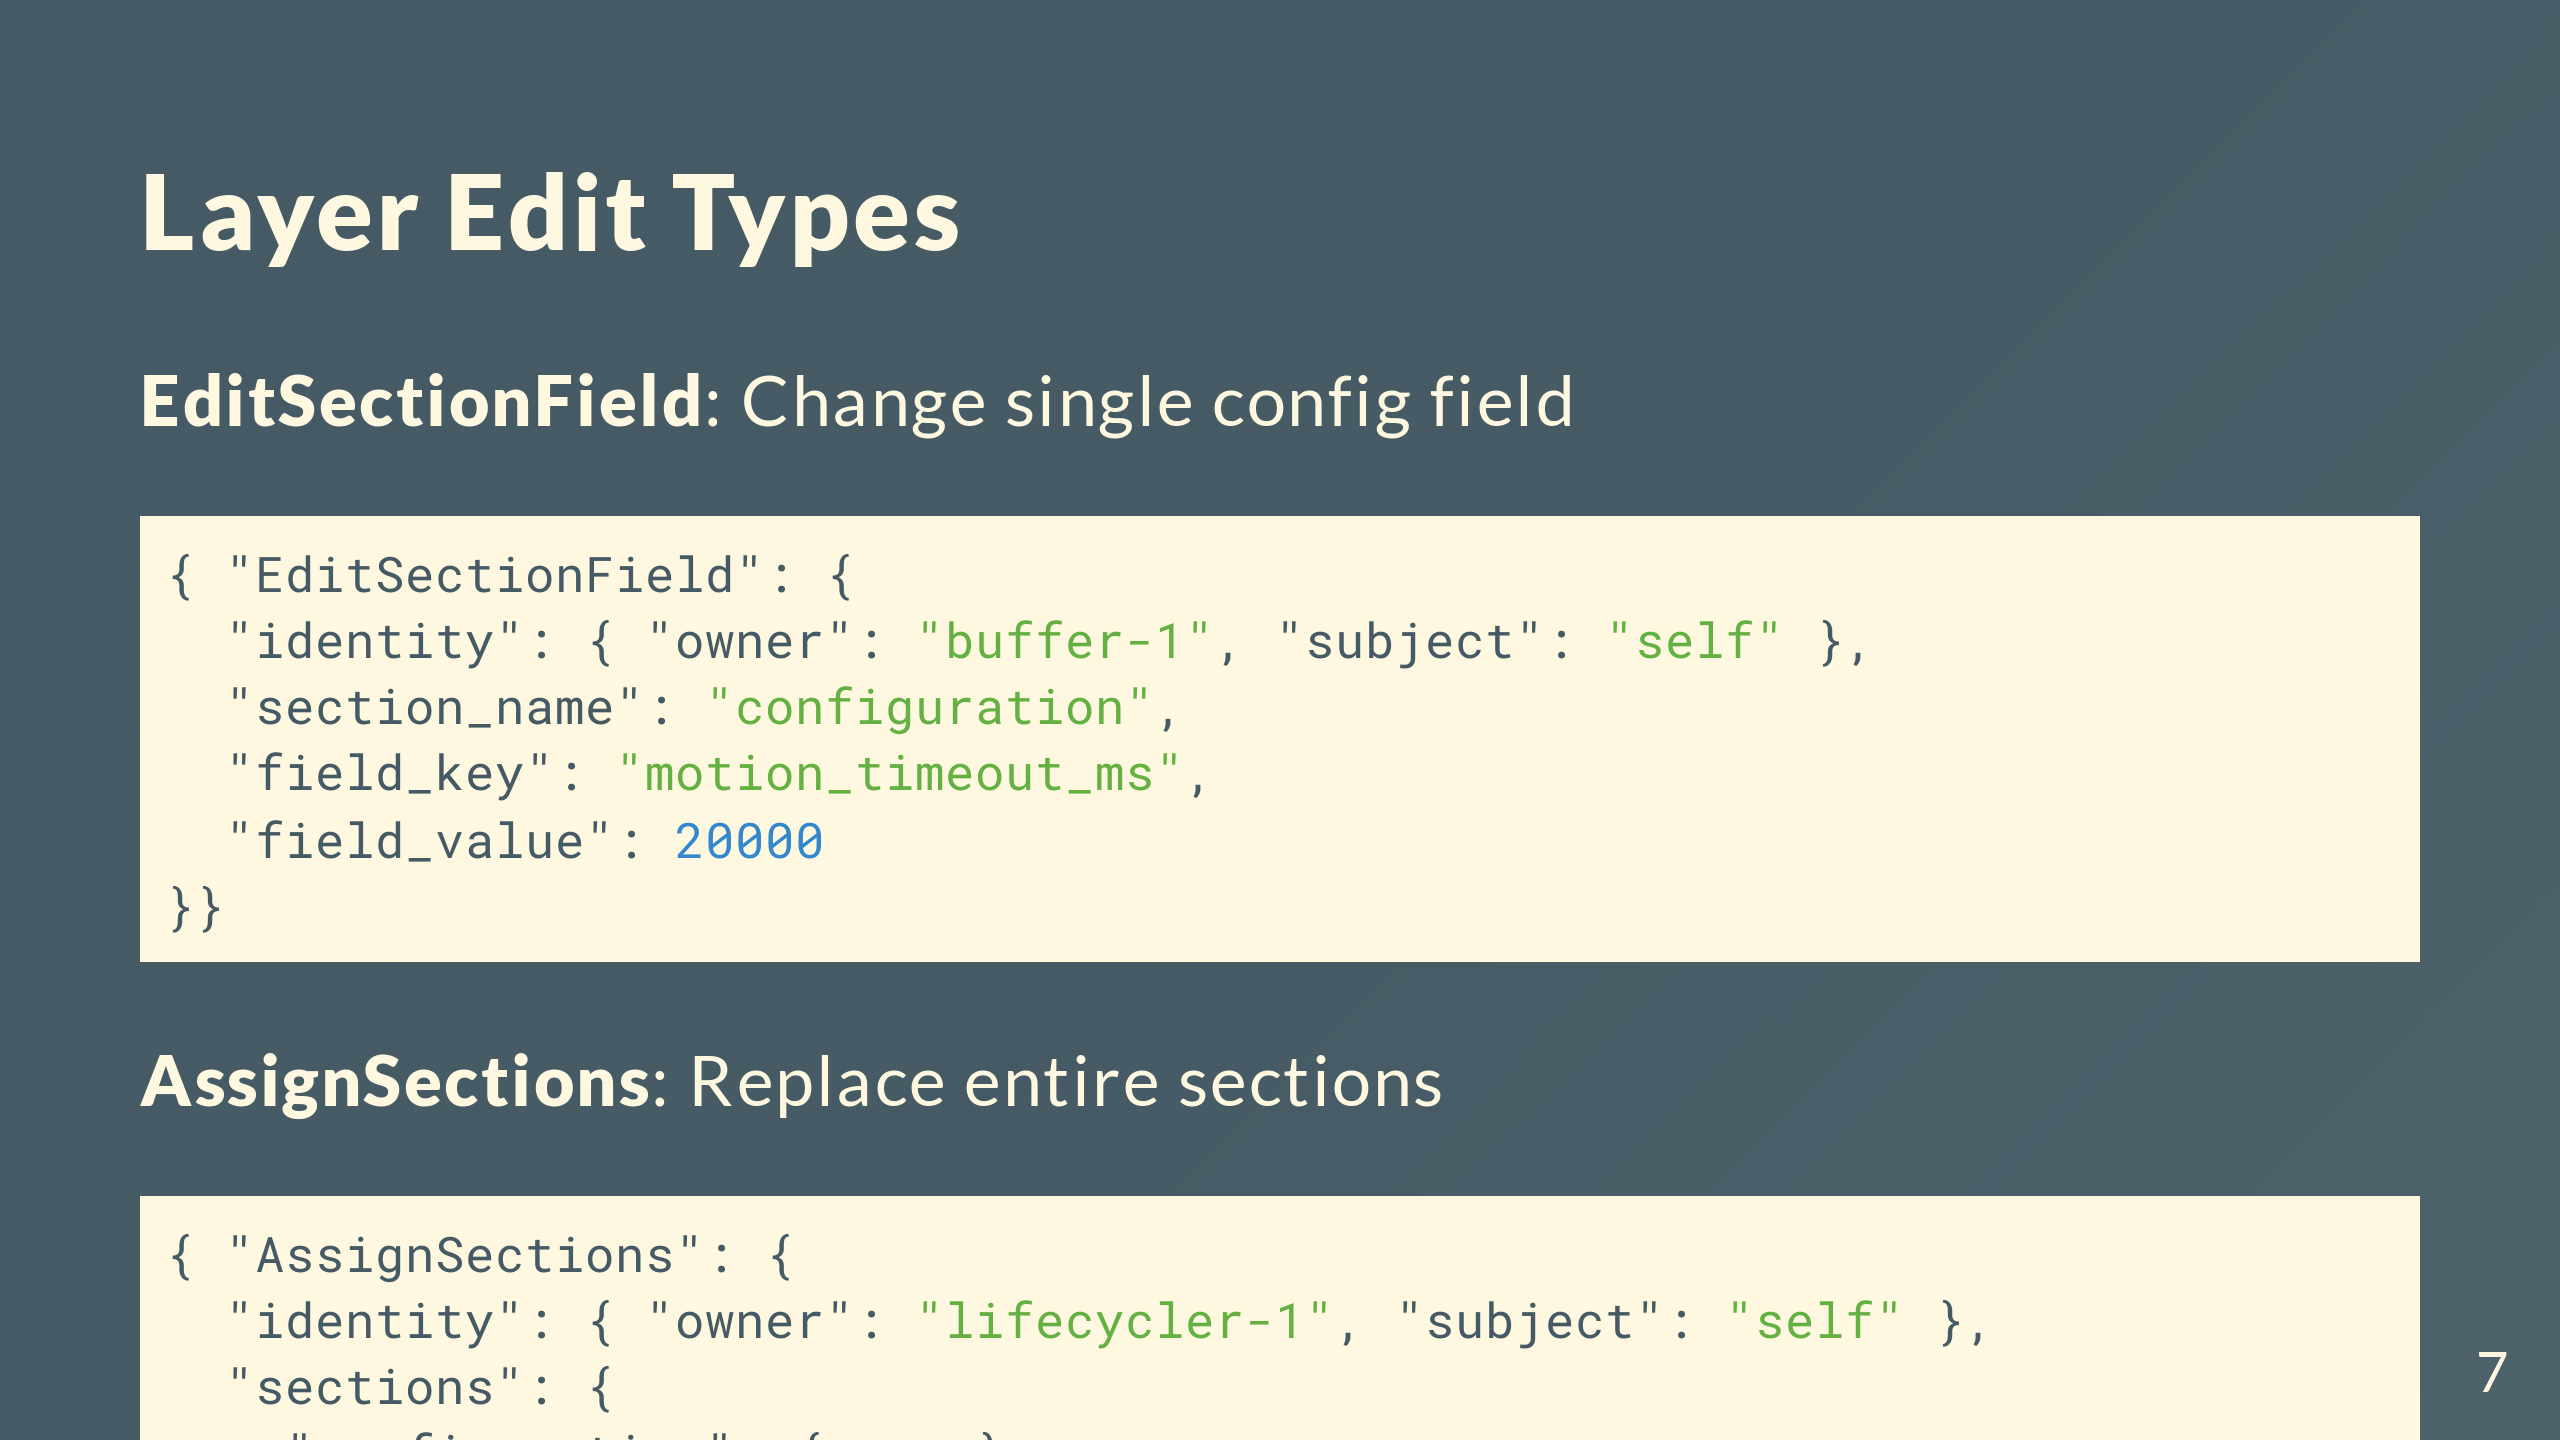 Layer Edit Types
EditSectionField: Change single config field
{ "EditSectionField": {
  "identity": { "owner": "buffer-1", "subject": "self" },
  "section_name": "configuration",
  "field_key": "motion_timeout_ms",
  "field_value": 20000
}}
AssignSections: Replace entire sections
{ "AssignSections": {
  "identity": { "owner": "lifecycler-1", "subject": "self" },
  "sections": {
7